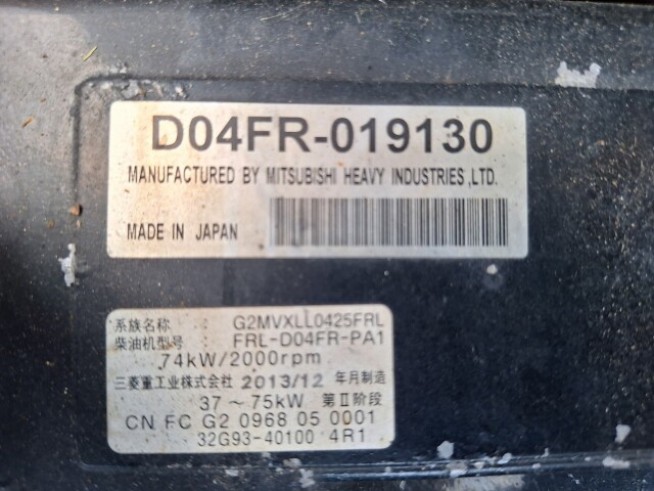 D04FR-019130
MANUFACTURED BY MITSUBISHI HEAVY INDUSTRIES,LTD.
MADE IN JAPAN
系族名称 : G2MVXLL0425FRL
柴油机型号 : FRL-D04FR-PA1
74kW/2000rpm
三菱重工业株式会社 2013/12 年月制造
37～75kW 第Ⅱ阶段
CN FC G2 0968 05 0001
32G93-40100 4R1